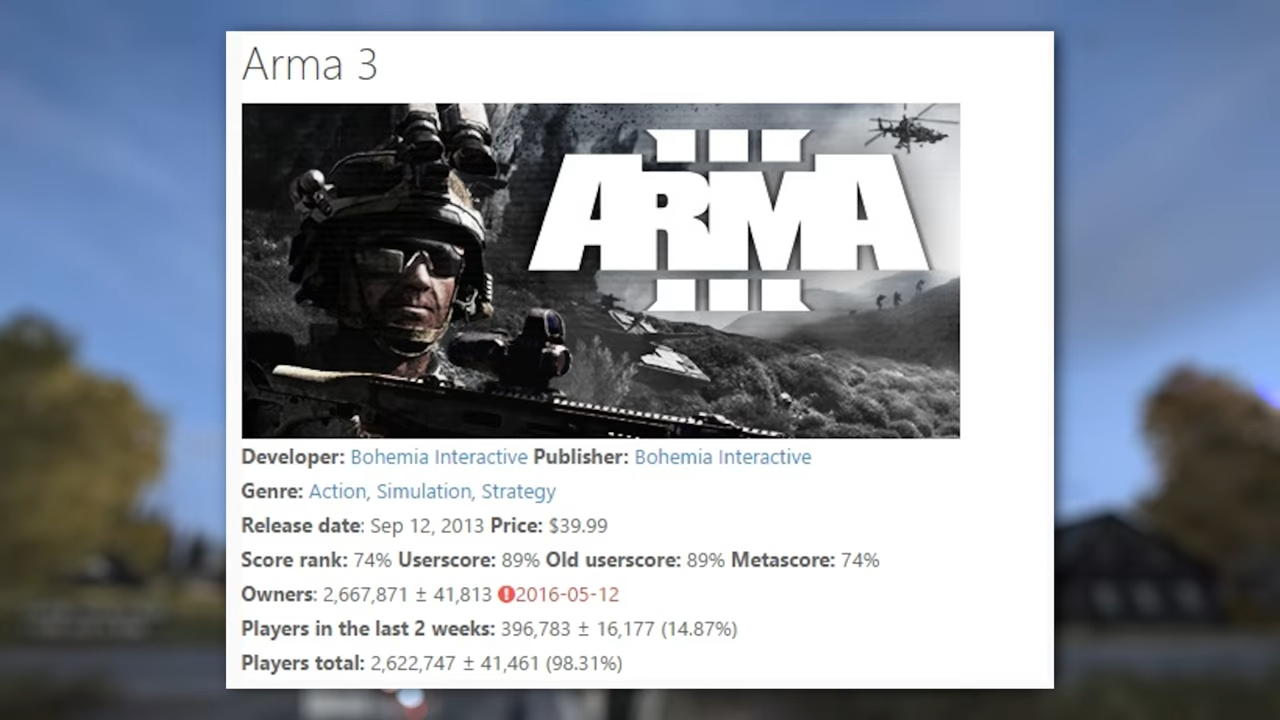 Arma 3
ARMA
III
Developer: Bohemia Interactive Publisher: Bohemia Interactive
Genre: Action, Simulation, Strategy
Release date: Sep 12, 2013 Price: $39.99
Score rank: 74% Userscore: 89% Old userscore: 89% Metascore: 74%
Owners: 2,667,871 ± 41,813 !2016-05-12
Players in the last 2 weeks: 396,783 ± 16,177 (14.87%)
Players total: 2,622,747 ± 41,461 (98.31%)